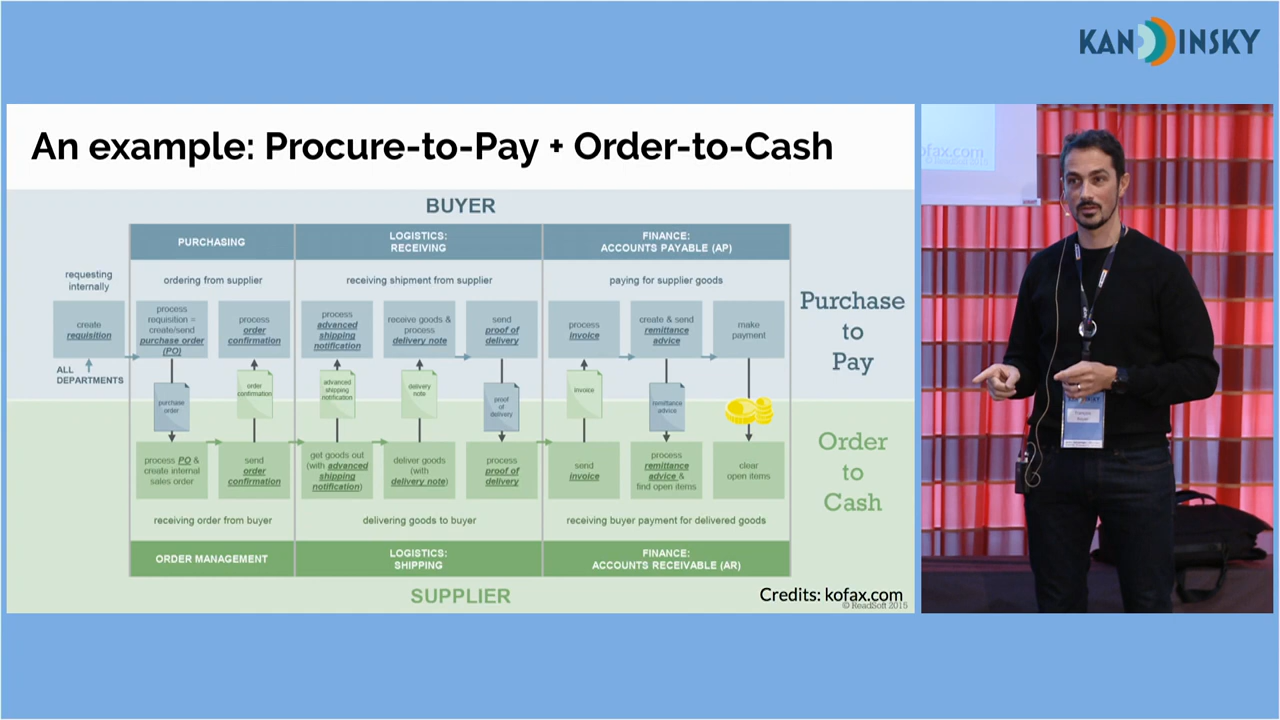 KANDDINSKY
An example: Procure-to-Pay + Order-to-Cash
BUYER
PURCHASING
LOGISTICS:
RECEIVING
FINANCE:
ACCOUNTS PAYABLE (AP)
requesting
internally
ordering from supplier
receiving shipment from supplier
paying for supplier goods
create
requisition
process
requisition =
create/send
purchase order
(PO)
process
order
confirmation
process
advanced
shipping
notification
receive goods &
process
delivery note
send
proof of
delivery
process
invoice
create & send
remittance
advice
make
payment
Purchase
to
Pay
ALL
DEPARTMENTS
purchase
order
order
confirmation
advanced
shipping
notification
delivery
note
proof
of
delivery
invoice
remittance
advice
Order
to
Cash
process PO &
create internal
sales order
send
order
confirmation
get goods out
(with advanced
shipping
notification)
deliver goods
(with
delivery note)
process
proof of
delivery
send
invoice
process
remittance
advice &
find open items
clear
open items
receiving order from buyer
delivering goods to buyer
receiving buyer payment for delivered goods
ORDER MANAGEMENT
LOGISTICS:
SHIPPING
FINANCE:
ACCOUNTS RECEIVABLE (AR)
SUPPLIER
Credits: kofax.com
© ReadSoft 2015
ofax.com